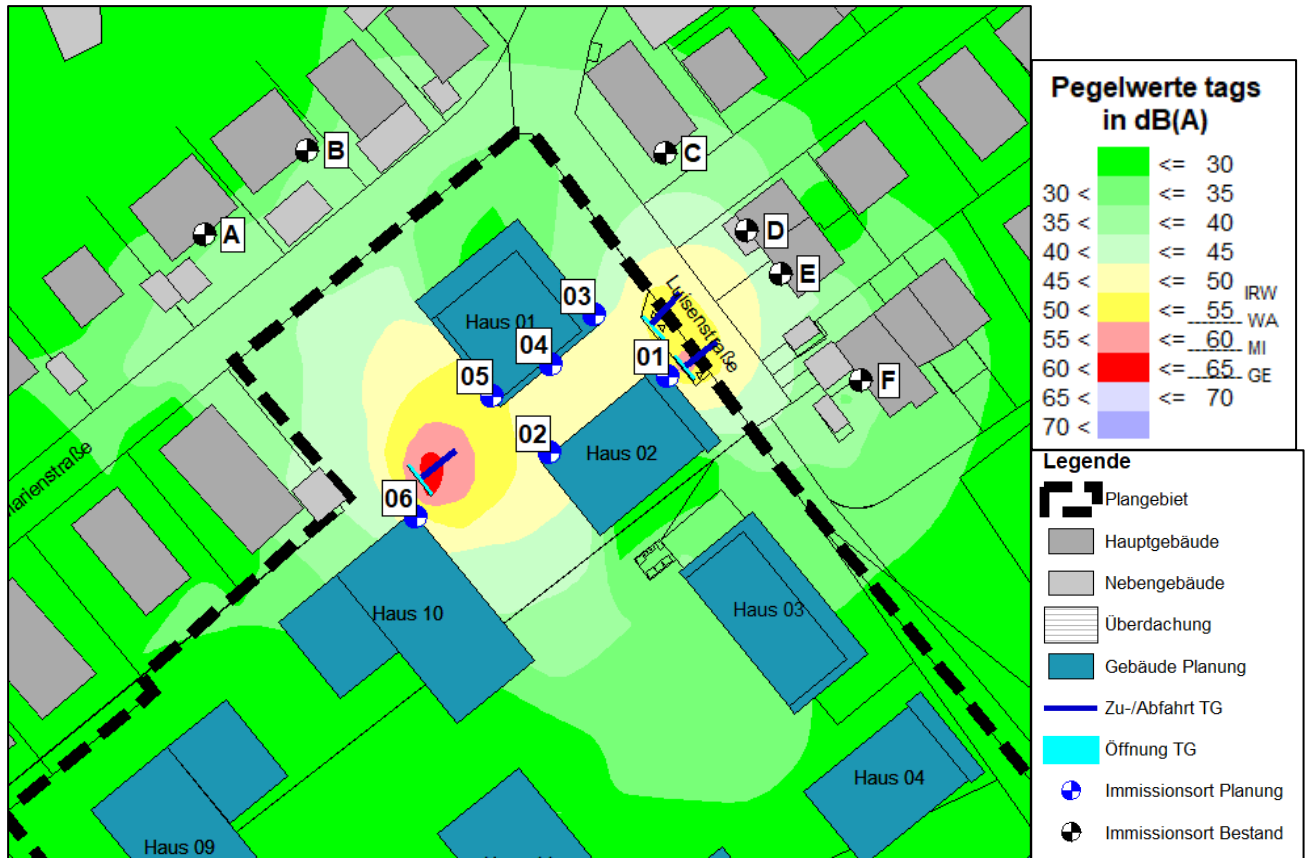 B
C
A
D
E
03
Luisenstraße
Haus 01
04
01
05
F
02
Haus 02
06
Haus 10
Haus 03
Haus 04
Haus 09
Pegelwerte tags
in dB(A)
<= 30
30 < <= 35
35 < <= 40
40 < <= 45
45 < <= 50
IRW
50 < <= 55
WA
55 < <= 60
MI
60 < <= 65
GE
65 < <= 70
70 <
Legende
Plangebiet
Hauptgebäude
Nebengebäude
Überdachung
Gebäude Planung
Zu-/Abfahrt TG
Öffnung TG
Immissionsort Planung
Immissionsort Bestand